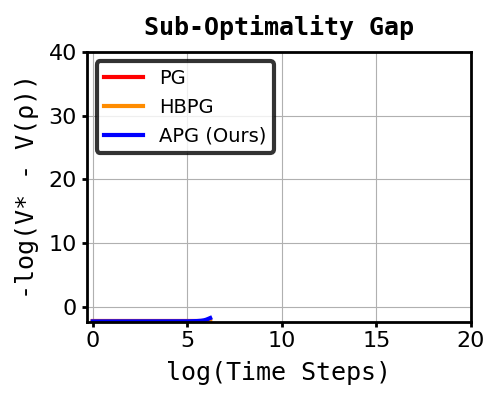 Sub-Optimality Gap
-log(V* - V(ρ))
40
30
20
10
0
PG
HBPG
APG (Ours)
0 5 10 15 20
log(Time Steps)